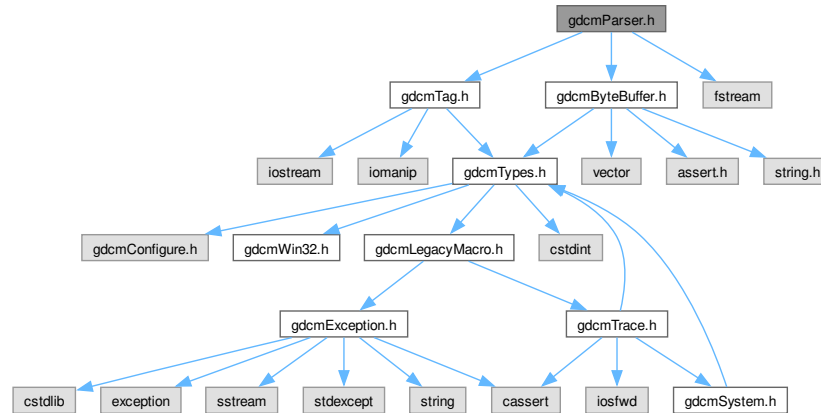 gdcmParser.h
gdcmTag.h
gdcmByteBuffer.h
fstream
iostream
iomanip
gdcmTypes.h
vector
assert.h
string.h
gdcmConfigure.h
gdcmWin32.h
gdcmLegacyMacro.h
cstdint
gdcmException.h
gdcmTrace.h
cstdlib
exception
sstream
stdexcept
string
cassert
iosfwd
gdcmSystem.h